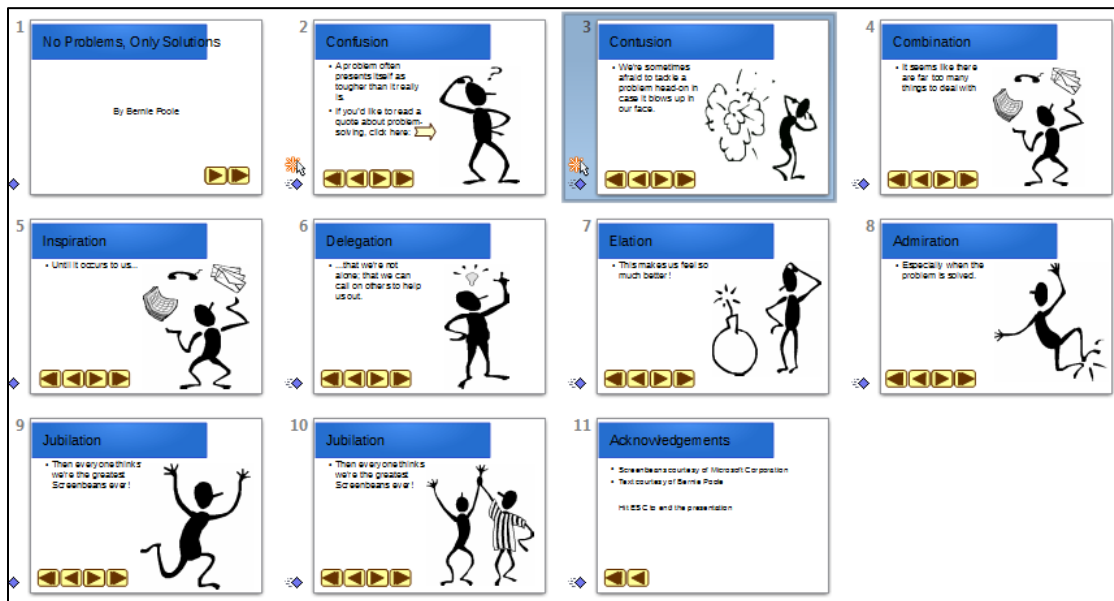 1
No Problems, Only Solutions
By Bernie Poole
2
Confusion
• A problem often
presents itself as
tougher than it really
is.
• If you'd like to read a
quote about problem-
solving, click here:
?
3
Contusion
• We're sometimes
afraid to tackle a
problem head-on in
case it blows up in
our face.
4
Combination
• It seems like there
are far too many
things to deal with
5
Inspiration
• Until it occurs to us...
6
Delegation
• ...that we're not
alone; that we can
call on others to help
us out.
7
Elation
• This makes us feel so
much better!
8
Admiration
• Especially when the
problem is solved.
9
Jubilation
• Then everyone thinks
we're the greatest
Screenbeans ever!
10
Jubilation
• Then everyone thinks
we're the greatest
Screenbeans ever!
11
Acknowledgements
• Screenbeans courtesy of Microsoft Corporation
• Text courtesy of Bernie Poole
Hit ESC to end the presentation